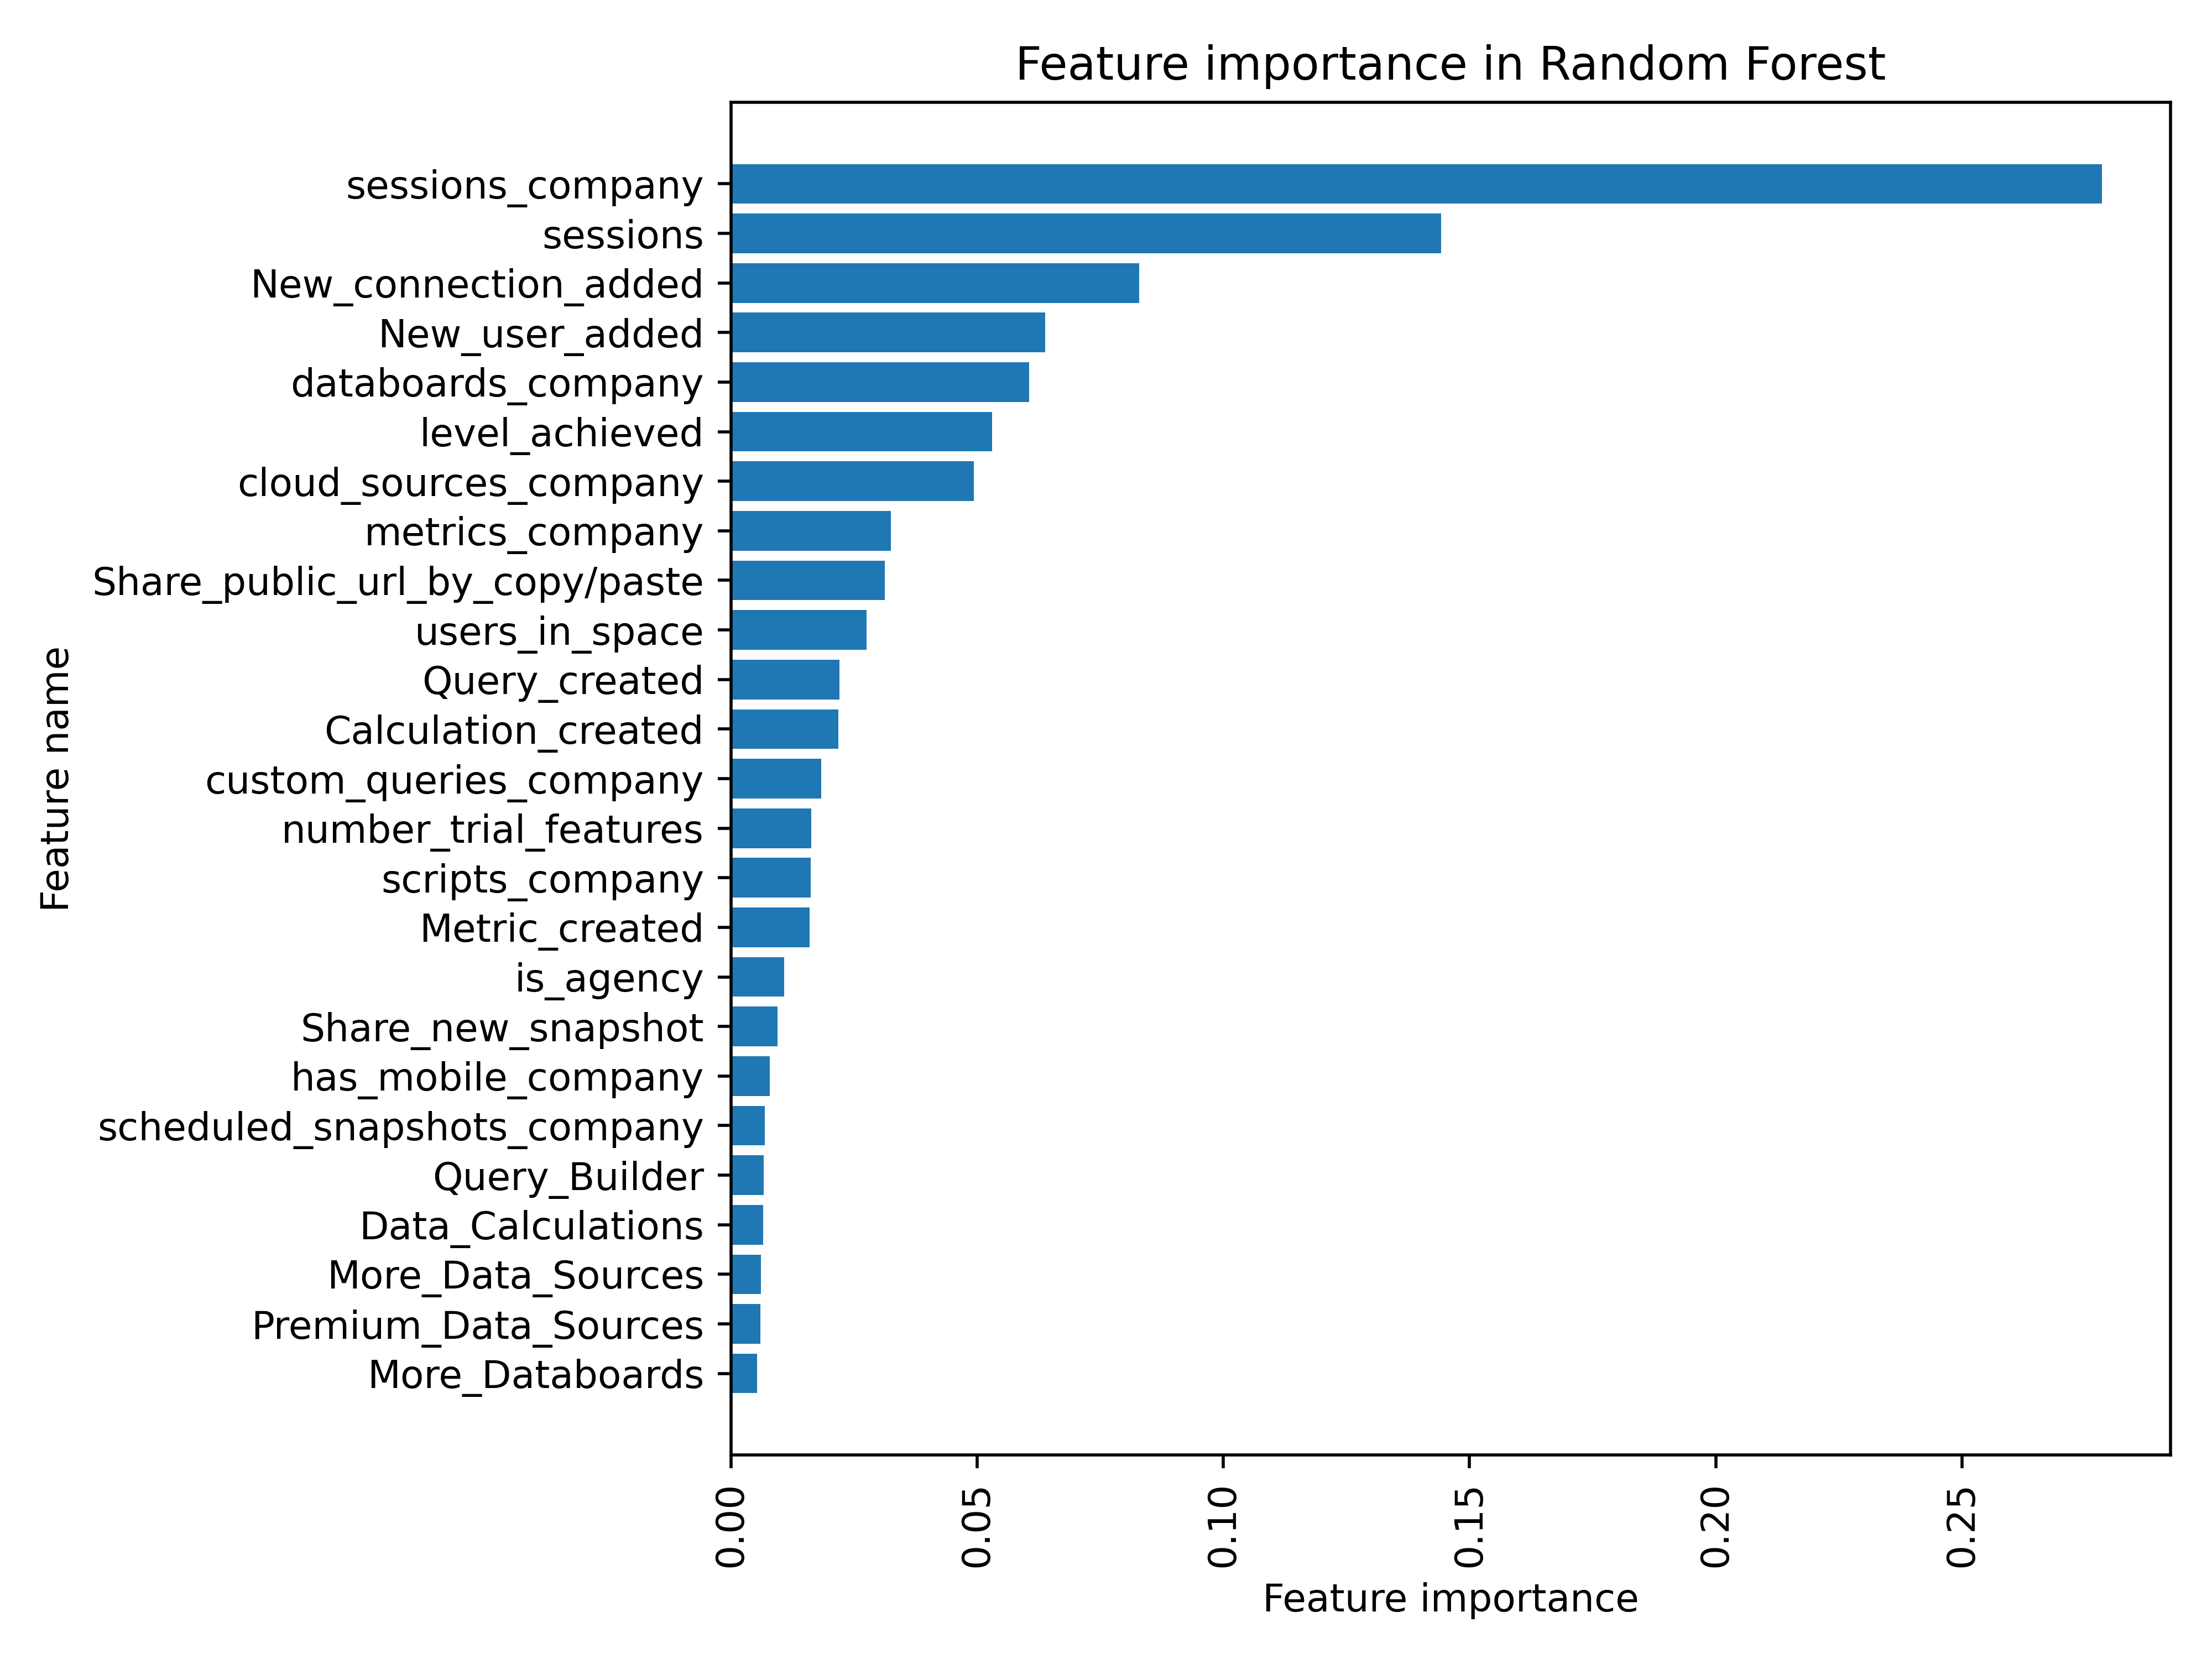 Feature importance in Random Forest
sessions_company
sessions
New_connection_added
New_user_added
databoards_company
level_achieved
cloud_sources_company
metrics_company
Share_public_url_by_copy/paste
users_in_space
Query_created
Calculation_created
custom_queries_company
number_trial_features
scripts_company
Metric_created
is_agency
Share_new_snapshot
has_mobile_company
scheduled_snapshots_company
Query_Builder
Data_Calculations
More_Data_Sources
Premium_Data_Sources
More_Databoards
Feature name
0.00
0.05
0.10
0.15
0.20
0.25
Feature importance